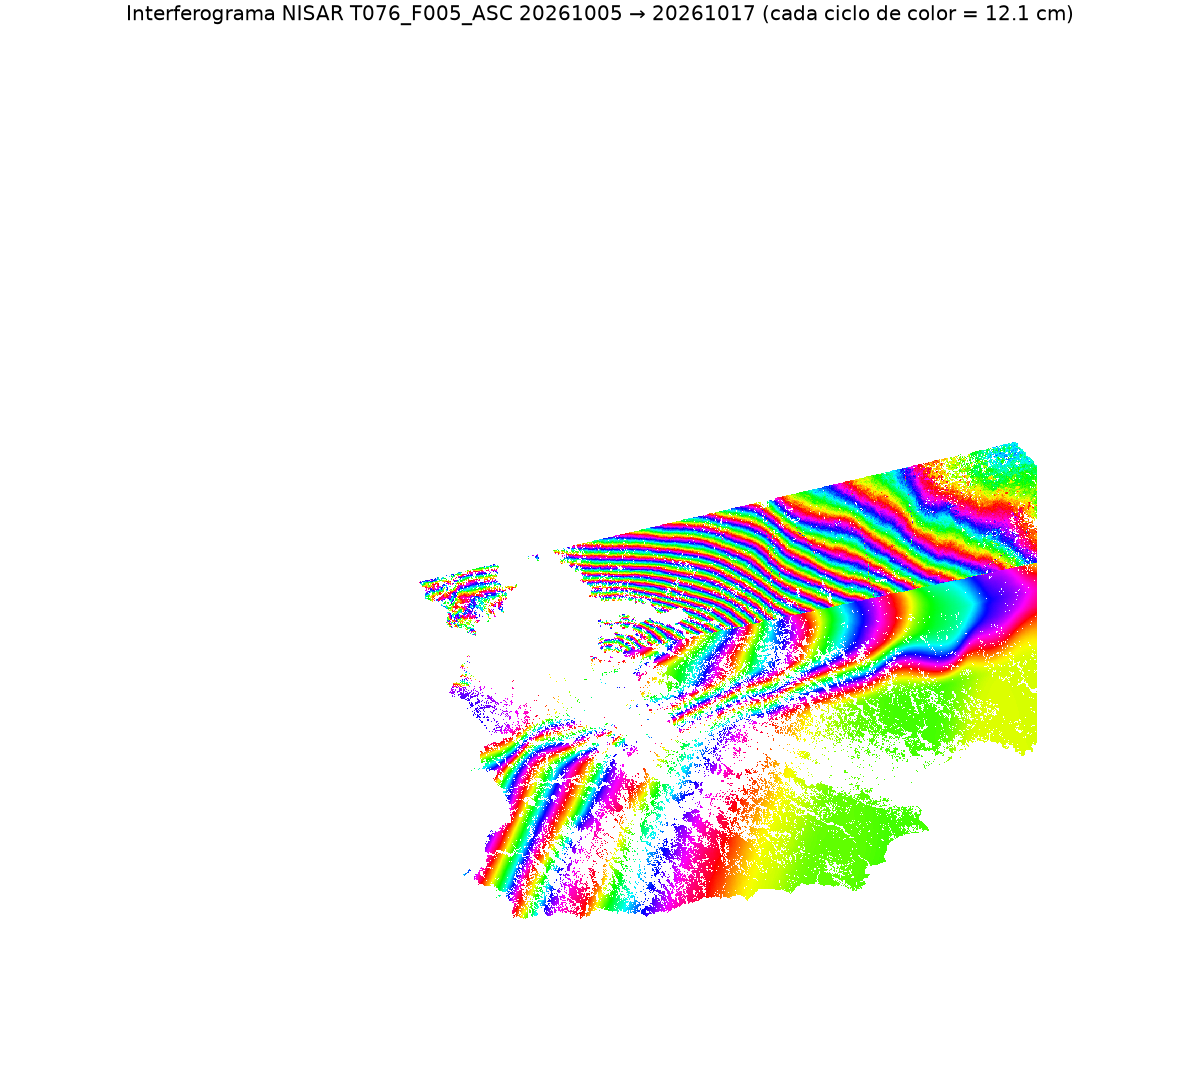 Interferograma NISAR T076_F005_ASC 20261005 → 20261017 (cada ciclo de color = 12.1 cm)